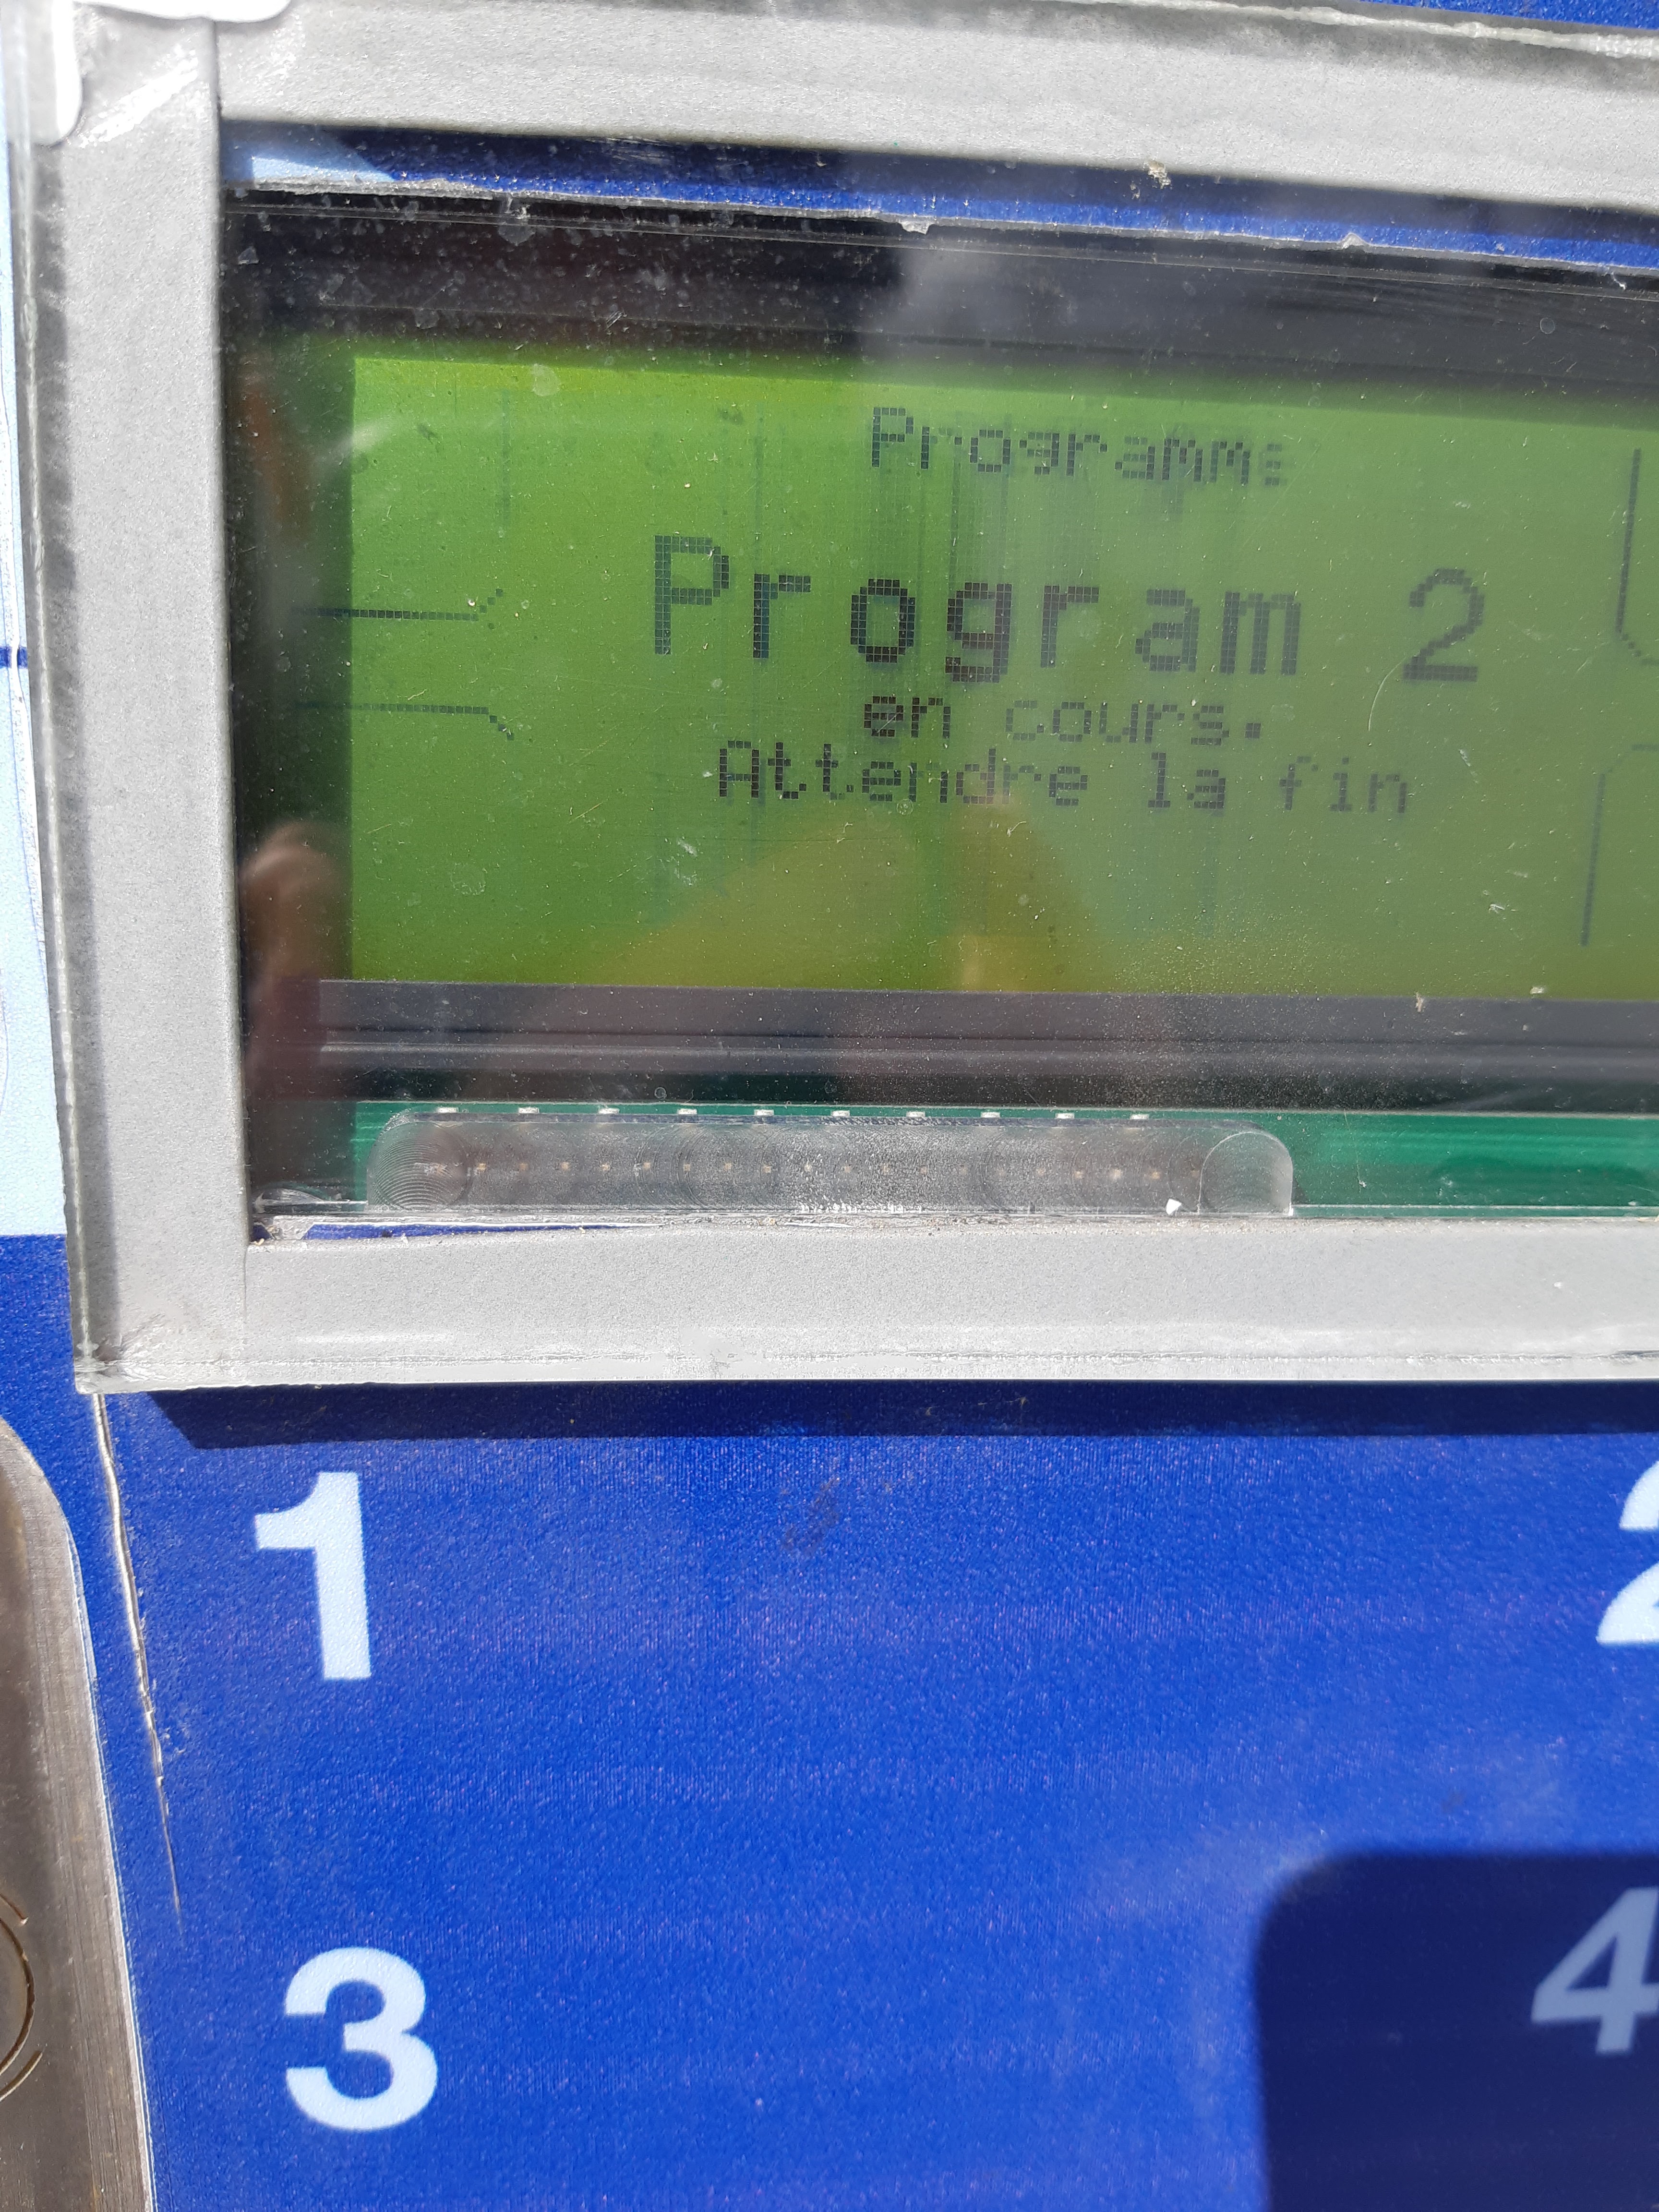 Programme
Program 2
en cours.
Attendre la fin
1
2
3
4